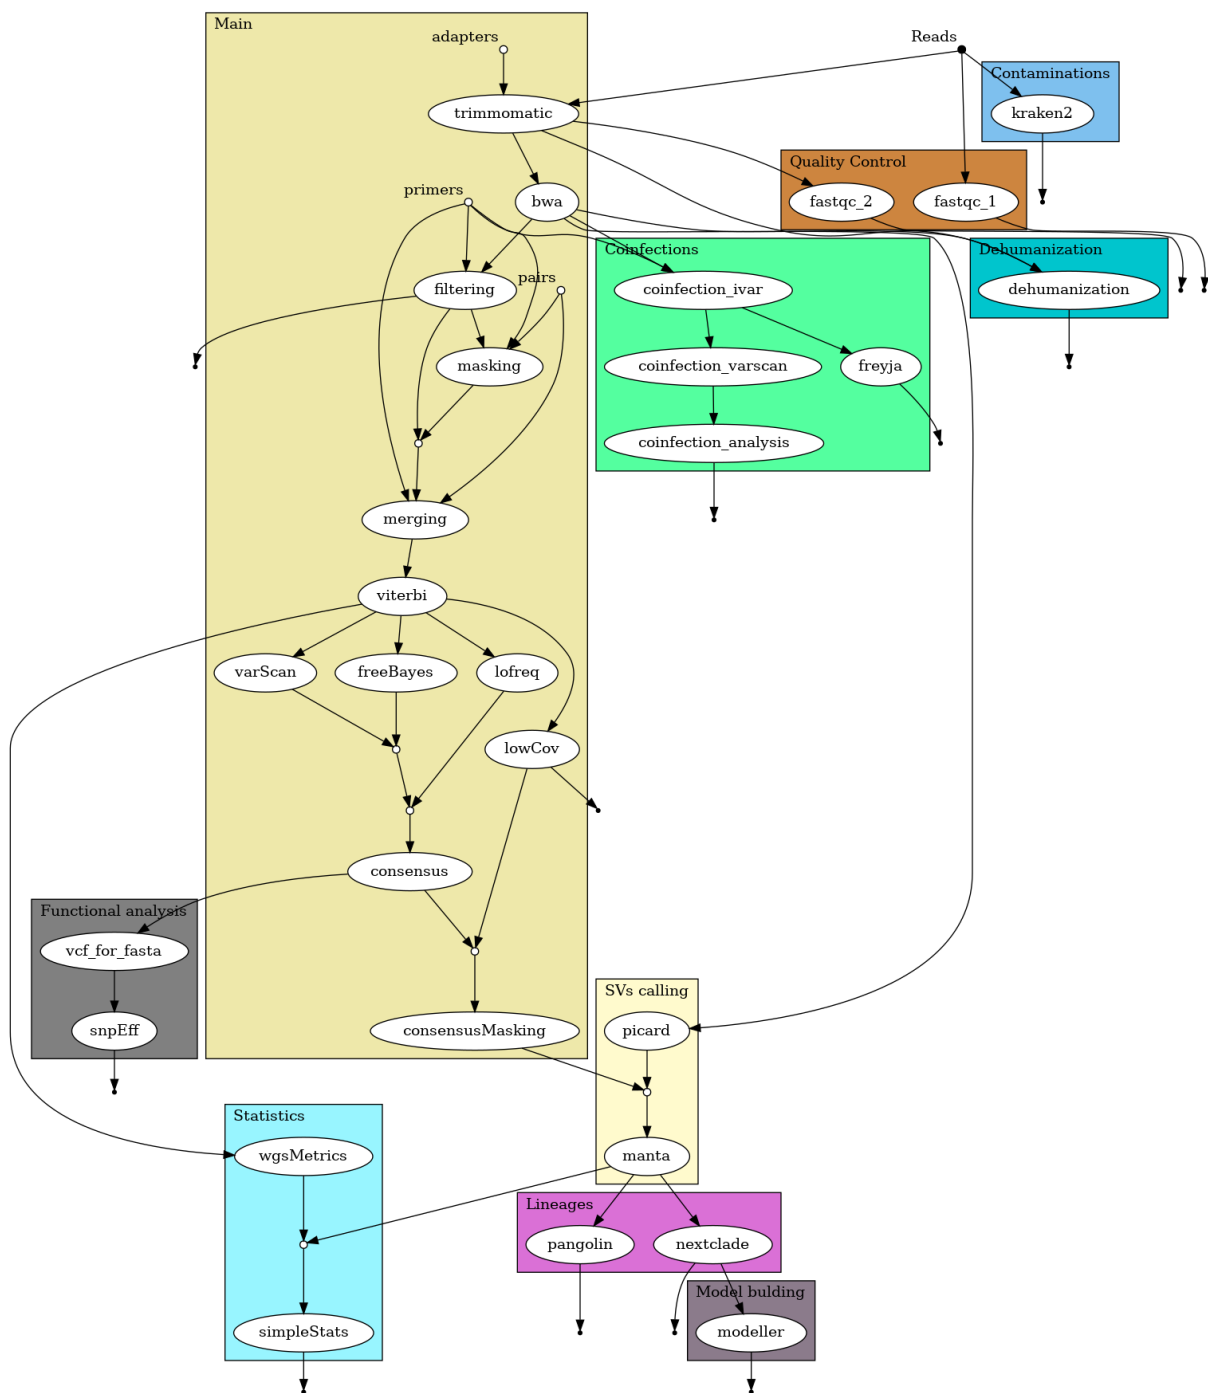 Main
adapters
Reads
Contaminations
trimmomatic
kraken2
Quality Control
primers
bwa
fastqc_2
fastqc_1
Coinfections
Dehumanization
pairs
filtering
coinfection_ivar
dehumanization
masking
coinfection_varscan
freyja
coinfection_analysis
merging
viterbi
varScan
freeBayes
lofreq
lowCov
consensus
Functional analysis
vcf_for_fasta
SVs calling
snpEff
consensusMasking
picard
Statistics
wgsMetrics
manta
Lineages
pangolin
nextclade
Model bulding
simpleStats
modeller